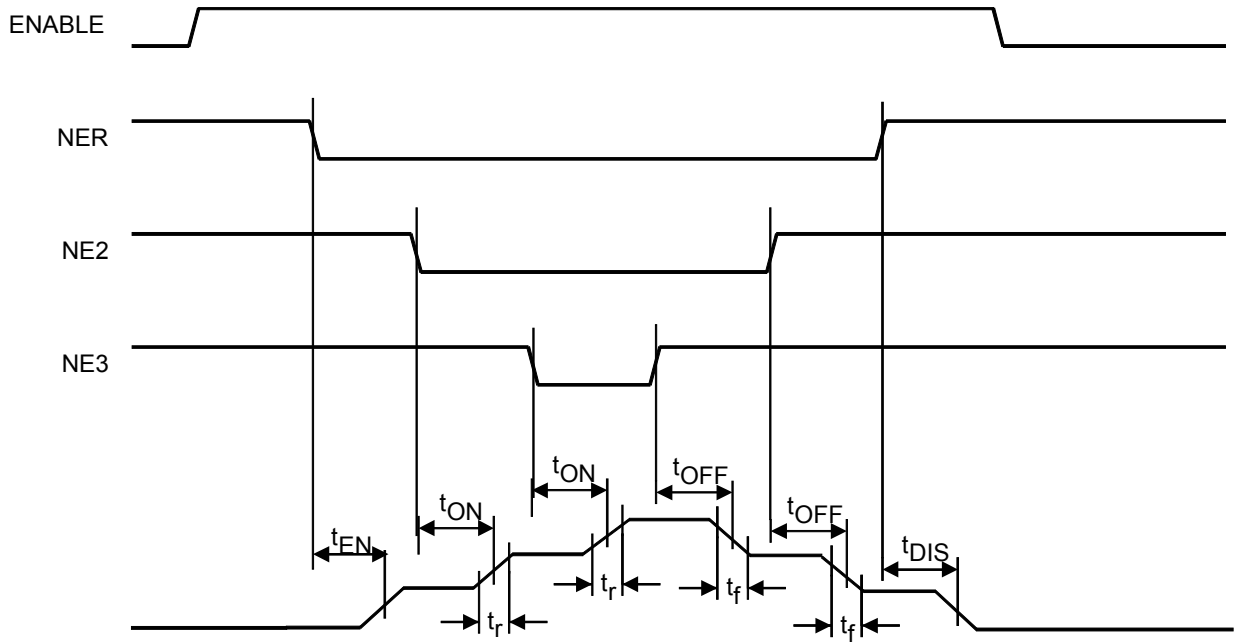 ENABLE
NER
NE2
NE3
tON
tOFF
tON
tOFF
tEN
tDIS
tr
tf
tr
tf